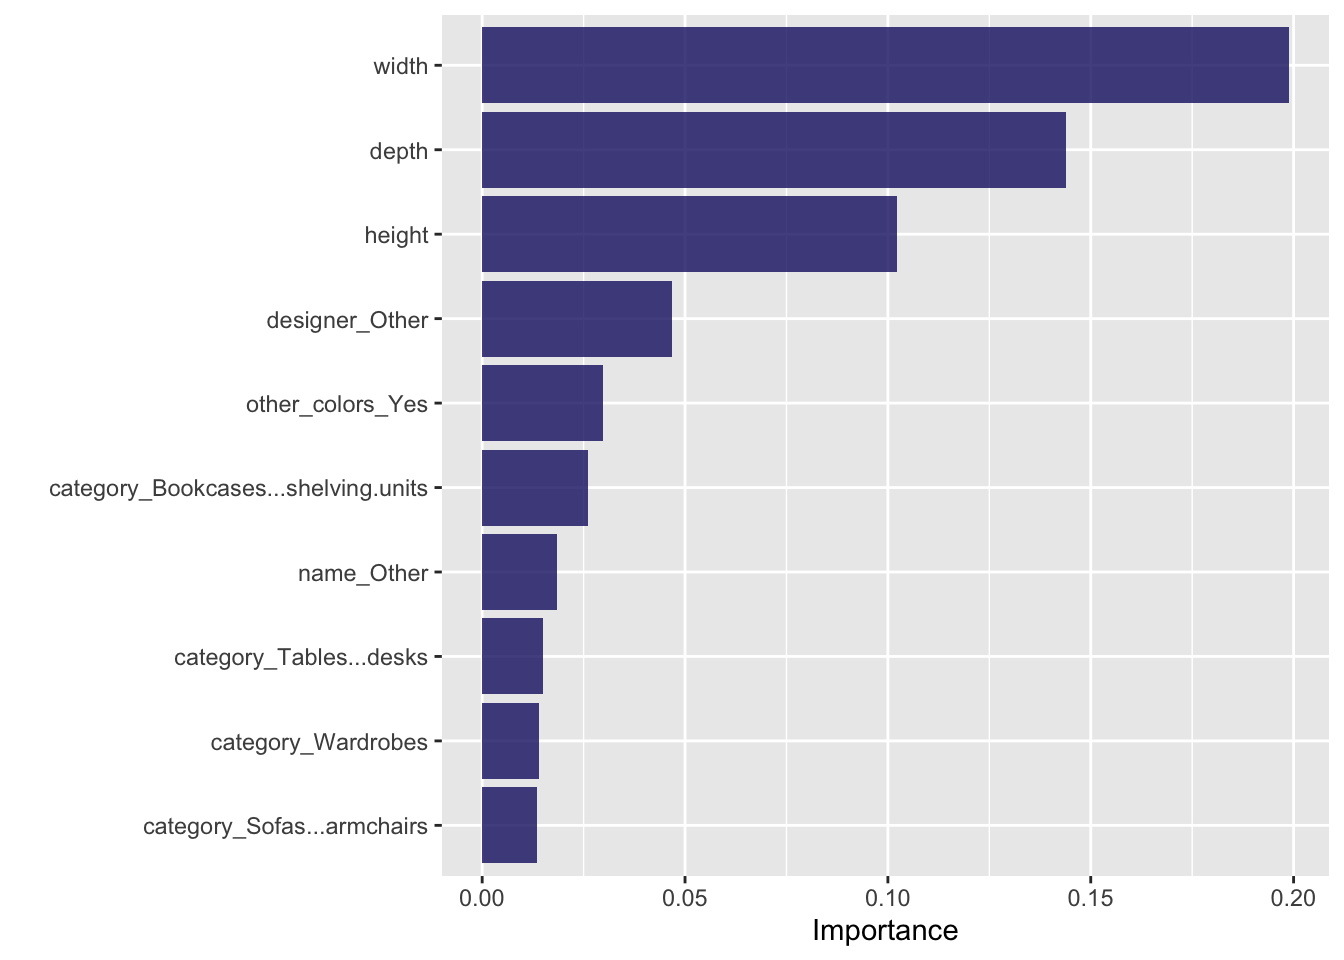 width
depth
height
designer_Other
other_colors_Yes
category_Bookcases...shelving.units
name_Other
category_Tables...desks
category_Wardrobes
category_Sofas...armchairs
0.00 0.05 0.10 0.15 0.20
Importance